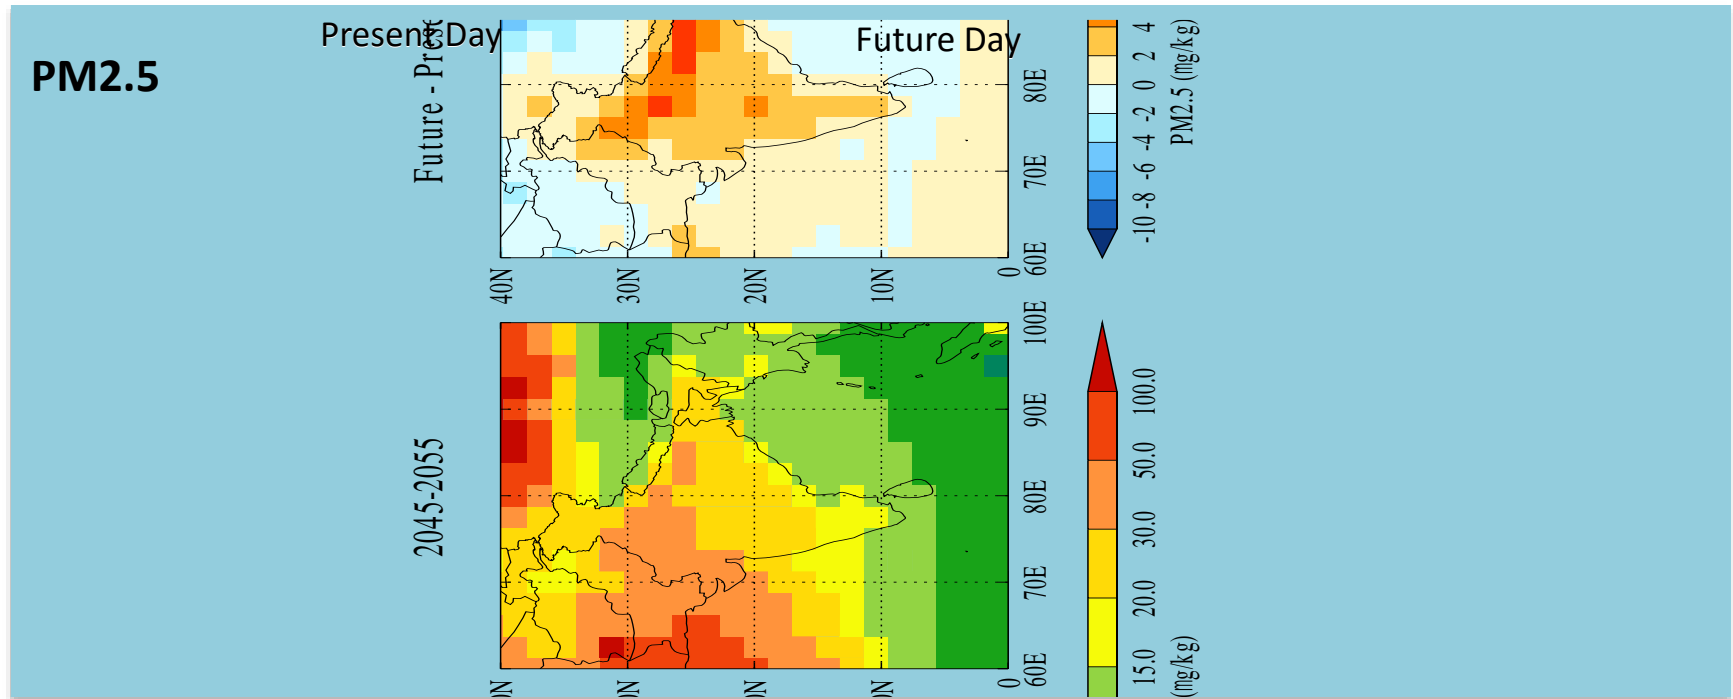 PM2.5
Present Day
Future Day
Future - Pres
80E
70E
60E
40N
30N
20N
10N
0
-10
-8
-6
-4
-2
0
2
4
PM2.5 (mg/kg)
2045-2055
100E
90E
80E
70E
60E
0
100.0
50.0
30.0
20.0
15.0
(mg/kg)